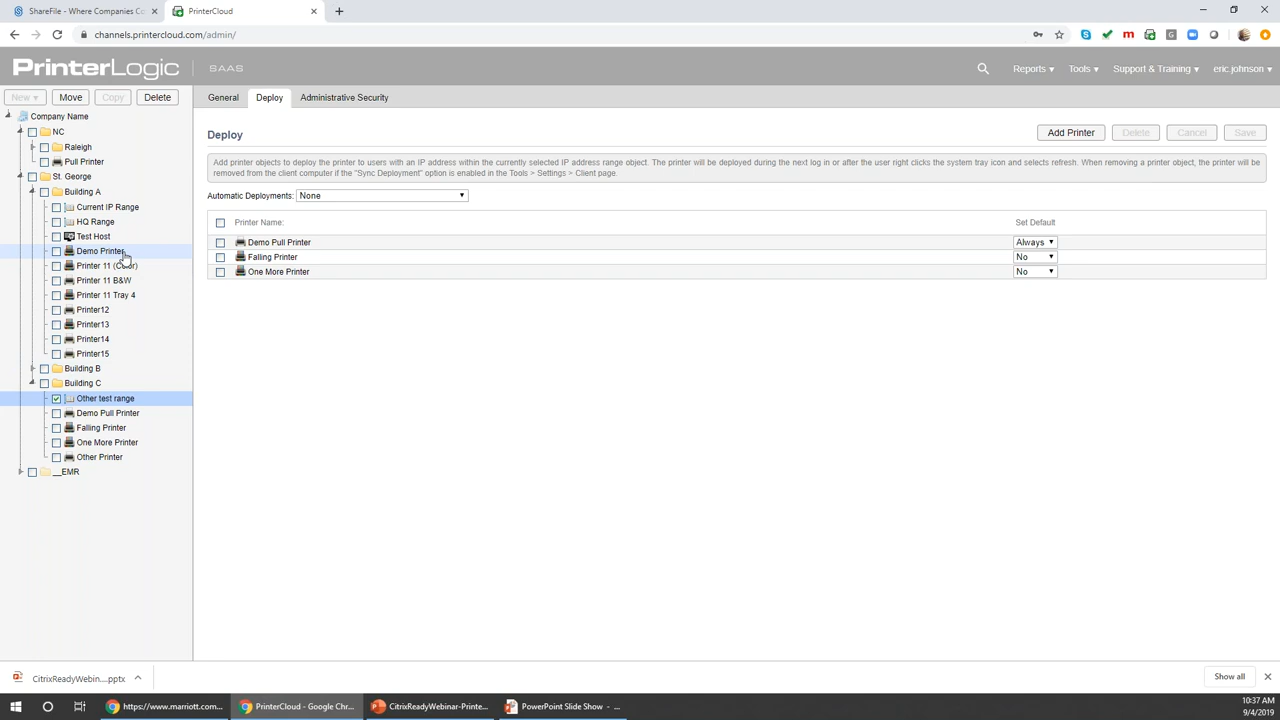 ShareFile - Where Companies Co
PrinterCloud
channels.printercloud.com/admin/
PrinterLogic SAAS
Reports
Tools
Support & Training
eric.johnson
New
Move
Copy
Delete
General
Deploy
Administrative Security
Company Name
NC
Raleigh
Pull Printer
St. George
Building A
Current IP Range
HQ Range
Test Host
Demo Printer
Printer 11 (Color)
Printer 11 B&W
Printer 11 Tray 4
Printer12
Printer13
Printer14
Printer15
Building B
Building C
Other test range
Demo Pull Printer
Falling Printer
One More Printer
Other Printer
__EMR
Deploy
Add Printer
Delete
Cancel
Save
Add printer objects to deploy the printer to users with an IP address within the currently selected IP address range object. The printer will be deployed during the next log in or after the user right clicks the system tray icon and selects refresh. When removing a printer object, the printer will be
removed from the client computer if the "Sync Deployment" option is enabled in the Tools > Settings > Client page.
Automatic Deployments: None
Printer Name: Set Default
Demo Pull Printer Always
Falling Printer No
One More Printer No
CitrixReadyWebin....pptx
Show all
https://www.marriott.com...
PrinterCloud - Google Chr...
CitrixReadyWebinar-Printe...
PowerPoint Slide Show - ...
10:37 AM
9/4/2019